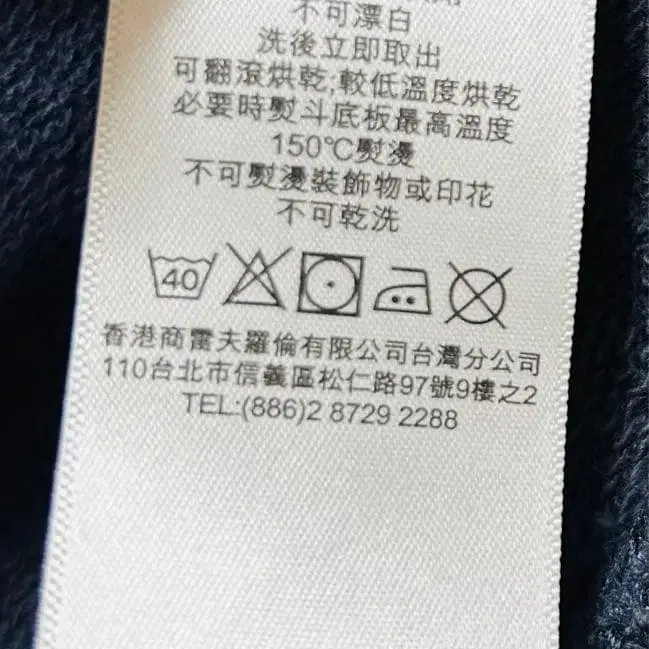 不可漂白
洗後立即取出
可翻滾烘乾;較低溫度烘乾
必要時熨斗底板最高溫度
150℃熨燙
不可熨燙裝飾物或印花
不可乾洗
40
香港商雷夫羅倫有限公司台灣分公司
110台北市信義區松仁路97號9樓之2
TEL:(886)2 8729 2288